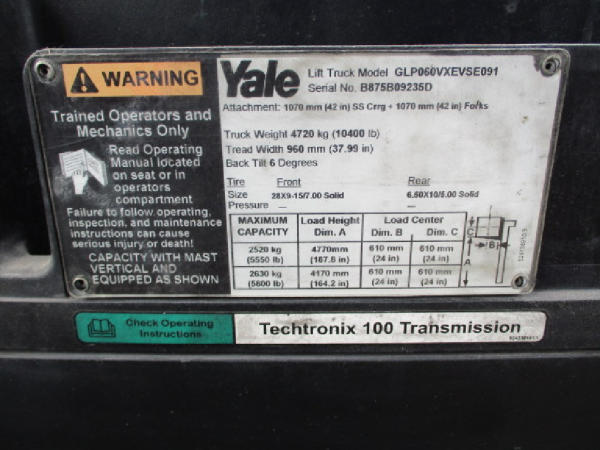 WARNING
Trained Operators and
Mechanics Only
Read Operating
Manual located
on seat or in
operators
compartment
Failure to follow operating,
inspection, and maintenance
instructions can cause
serious injury or death!
CAPACITY WITH MAST
VERTICAL AND
EQUIPPED AS SHOWN
Yale Lift Truck Model GLP060VXEVSE091
Serial No. B875B09235D
Attachment: 1070 mm (42 in) SS Crrg + 1070 mm (42 in) Forks
Truck Weight 4720 kg (10400 lb)
Tread Width 960 mm (37.99 in)
Back Tilt 6 Degrees
Tire Front Rear
Size 28X9-15/7.00 Solid 6.50X10/5.00 Solid
Pressure - -
MAXIMUM CAPACITY Load Height Dim. A Load Center Dim. B Dim. C
2520 kg (5550 lb) 4770mm (187.8 in) 610 mm (24 in) 610 mm (24 in)
2630 kg (5800 lb) 4170 mm (164.2 in) 610 mm (24 in) 610 mm (24 in)
C
B
A
Check Operating
Instructions
Techtronix 100 Transmission